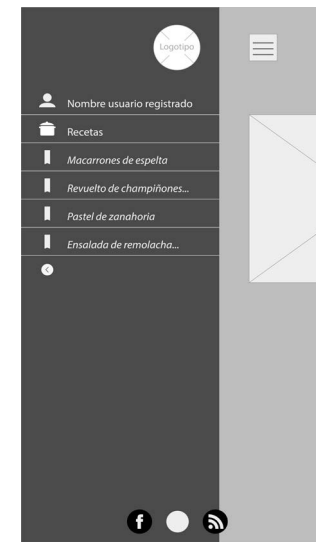 Logotipo
Nombre usuario registrado
Recetas
Macarrones de espelta
Revuelto de champiñones...
Pastel de zanahoria
Ensalada de remolacha...
f